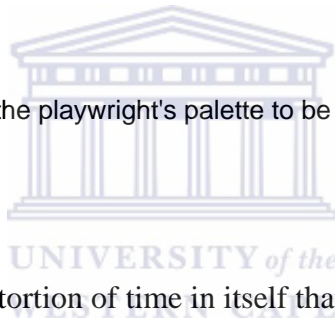 the playwright's palette to be
UNIVERSITY of the
tortion of time in itself tha
WESTERN CAPE